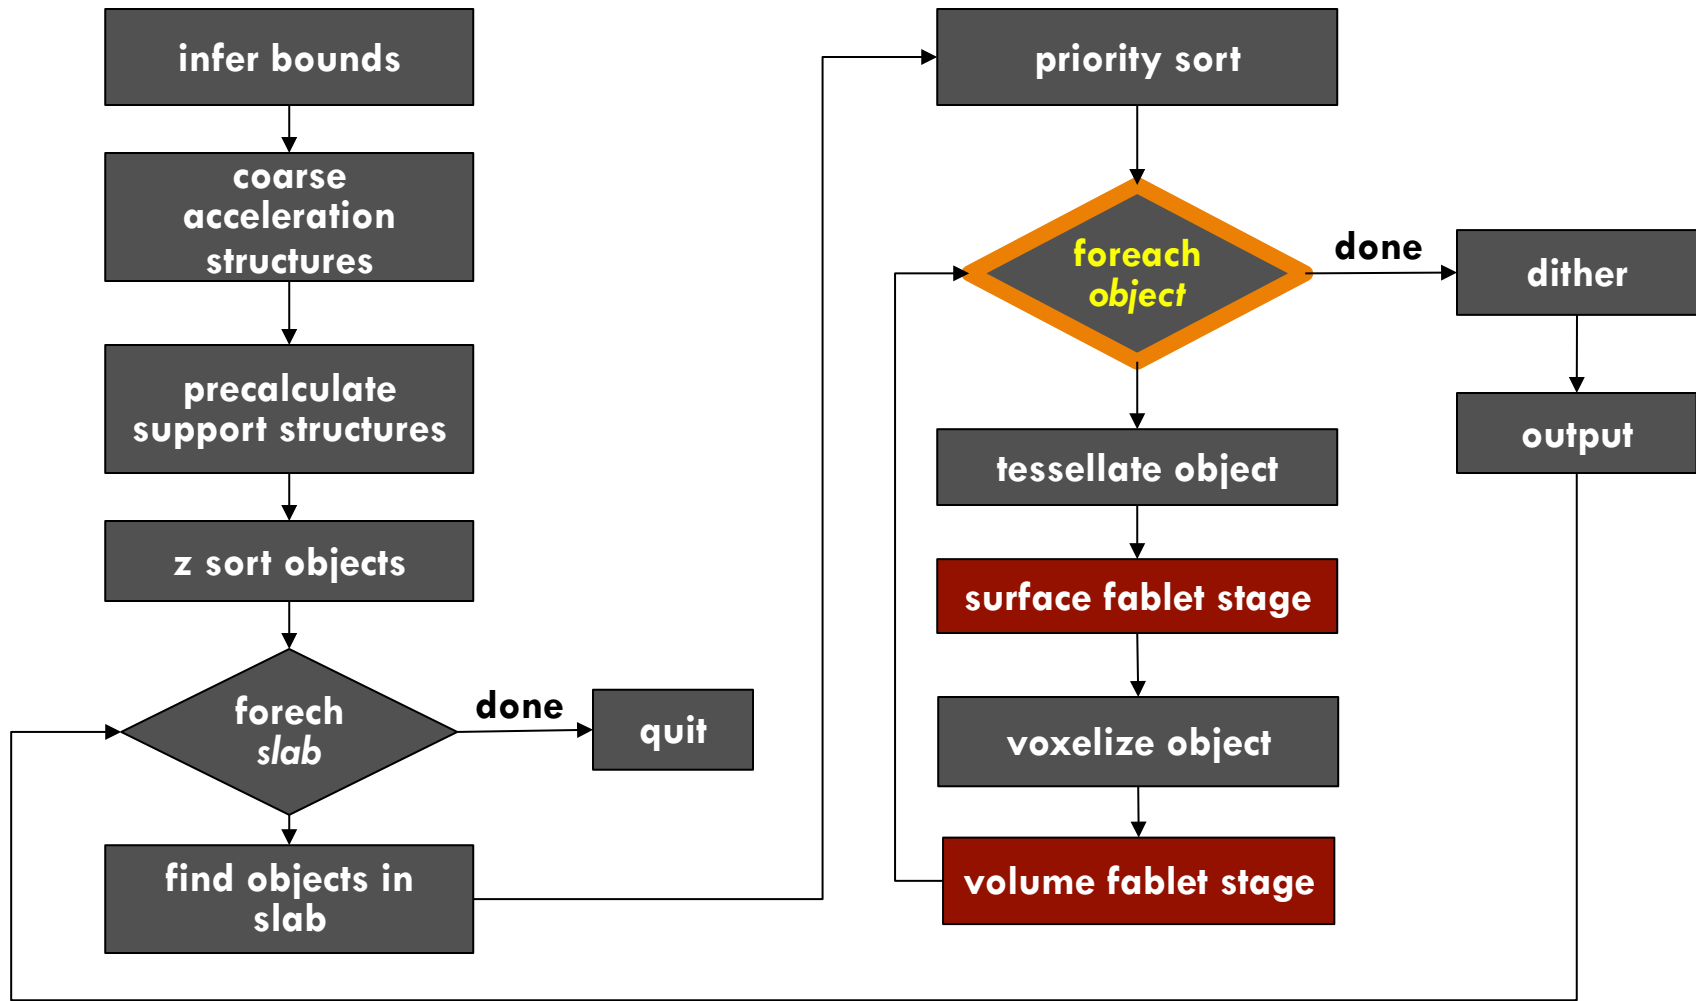 infer bounds
coarse
acceleration
structures
precalculate
support structures
z sort objects
forech
slab
done
quit
find objects in
slab
priority sort
foreach
object
done
dither
output
tessellate object
surface fablet stage
voxelize object
volume fablet stage